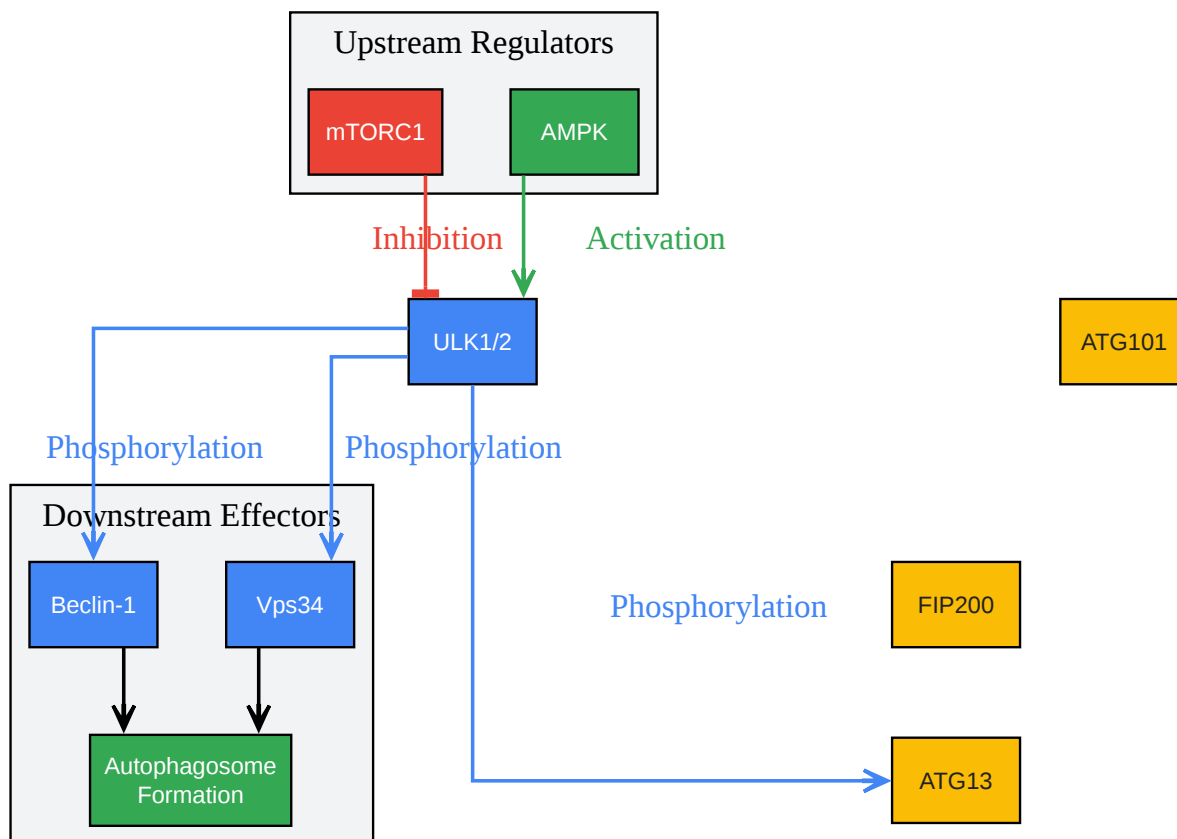 Upstream Regulators
mTORC1
AMPK
Inhibition
Activation
ULK1/2
ATG101
Phosphorylation
Phosphorylation
Downstream Effectors
Beclin-1
Vps34
Phosphorylation
FIP200
Autophagosome
Formation
ATG13